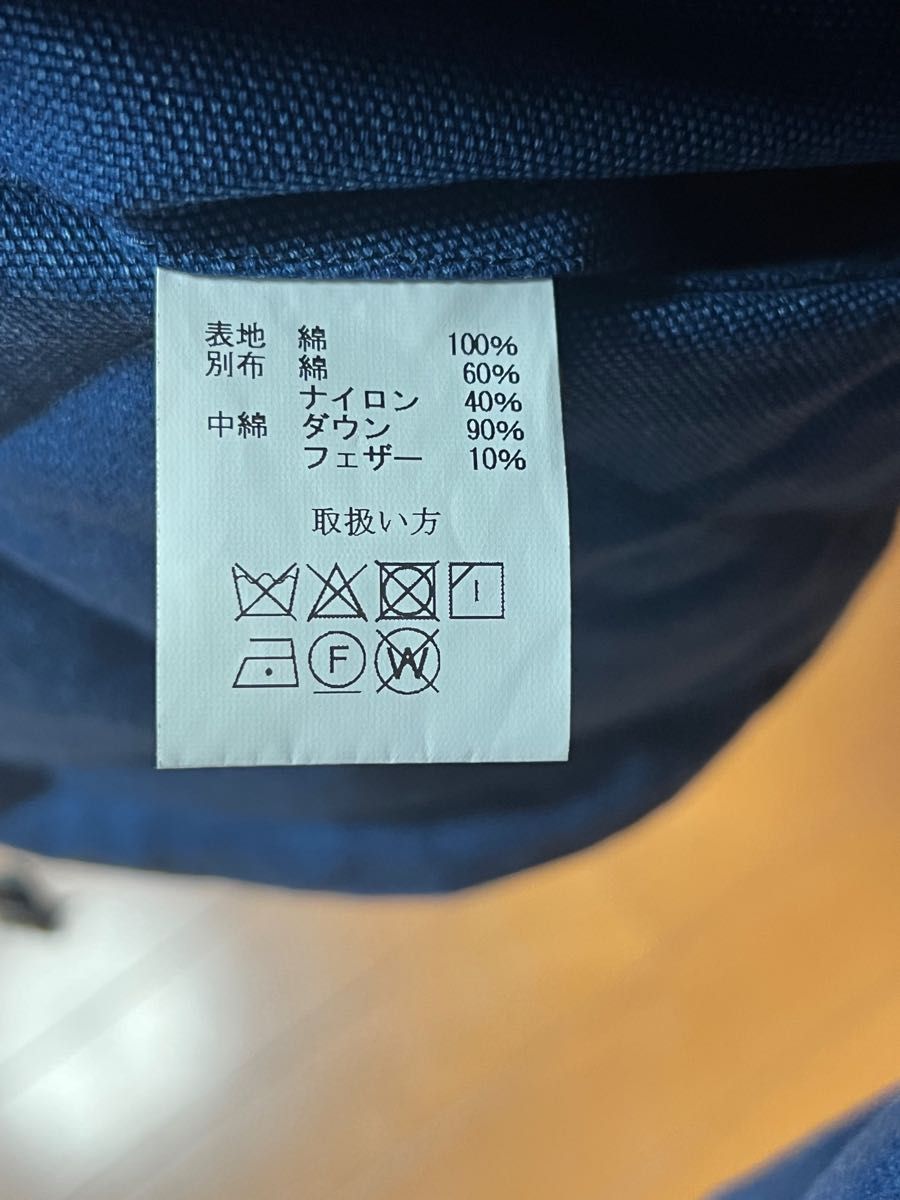 表地 綿 100%
別布 綿 60%
ナイロン 40%
中綿 ダウン 90%
フェザー 10%
取扱い方
F W